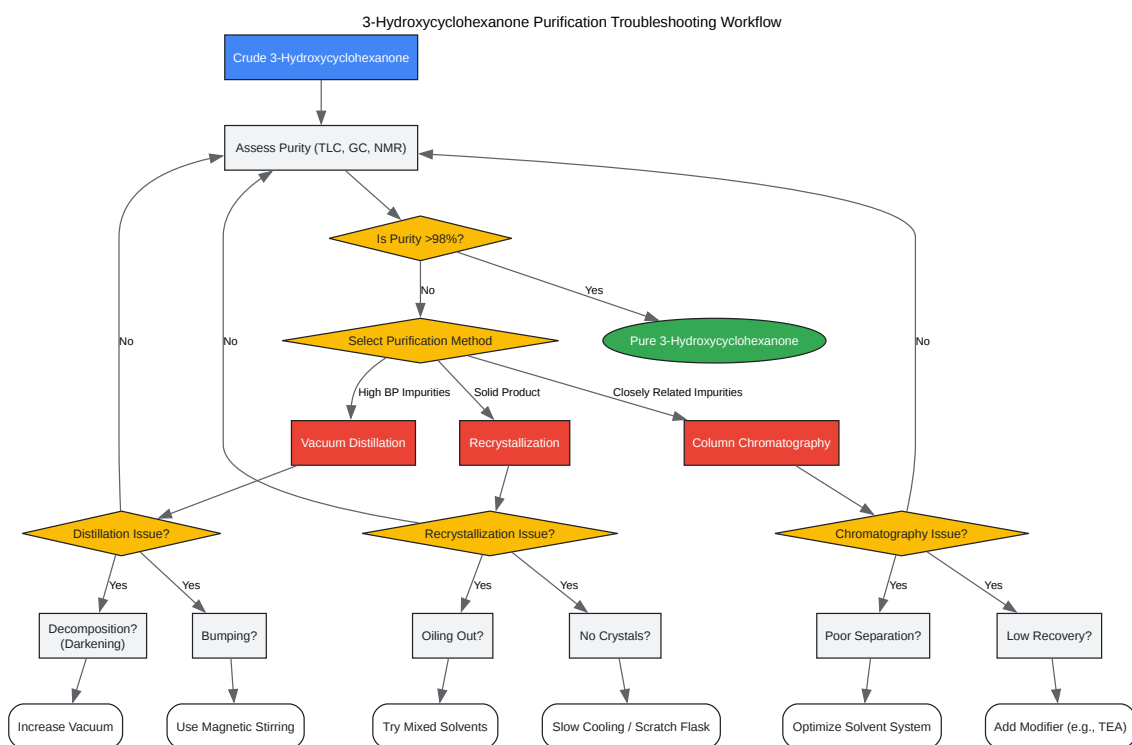 3-Hydroxycyclohexanone Purification Troubleshooting Workflow
Crude 3-Hydroxycyclohexanone
Assess Purity (TLC, GC, NMR)
Is Purity >98%?
No
Yes
Select Purification Method
Pure 3-Hydroxycyclohexanone
No
No
No
High BP Impurities
Solid Product
Closely Related Impurities
Vacuum Distillation
Recrystallization
Column Chromatography
Distillation Issue?
Recrystallization Issue?
Chromatography Issue?
Yes
Yes
Yes
Yes
Yes
Yes
Decomposition?
(Darkening)
Bumping?
Oiling Out?
No Crystals?
Poor Separation?
Low Recovery?
Increase Vacuum
Use Magnetic Stirring
Try Mixed Solvents
Slow Cooling / Scratch Flask
Optimize Solvent System
Add Modifier (e.g., TEA)